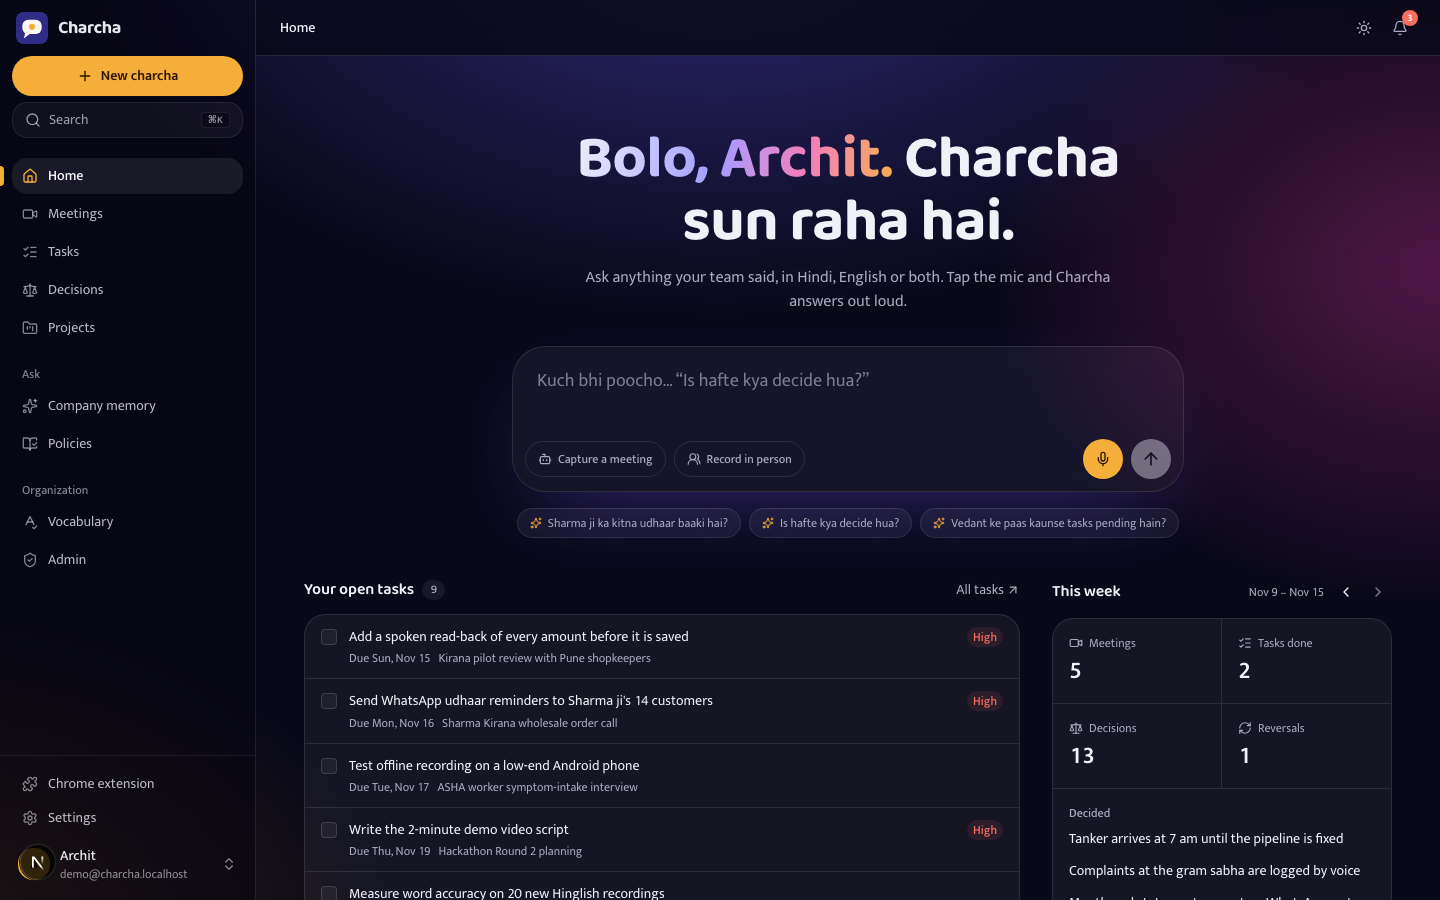 Charcha
New charcha
Search
⌘K
Home
Meetings
Tasks
Decisions
Projects
Ask
Company memory
Policies
Organization
Vocabulary
Admin
Chrome extension
Settings
N
Archit
demo@charcha.localhost
Home
3
Bolo, Archit. Charcha
sun raha hai.
Ask anything your team said, in Hindi, English or both. Tap the mic and Charcha
answers out loud.
Kuch bhi poocho... “Is hafte kya decide hua?”
Capture a meeting
Record in person
Sharma ji ka kitna udhaar baaki hai?
Is hafte kya decide hua?
Vedant ke paas kaunse tasks pending hain?
Your open tasks 9
All tasks
Add a spoken read-back of every amount before it is saved
High
Due Sun, Nov 15 Kirana pilot review with Pune shopkeepers
Send WhatsApp udhaar reminders to Sharma ji's 14 customers
High
Due Mon, Nov 16 Sharma Kirana wholesale order call
Test offline recording on a low-end Android phone
Due Tue, Nov 17 ASHA worker symptom-intake interview
Write the 2-minute demo video script
High
Due Thu, Nov 19 Hackathon Round 2 planning
Measure word accuracy on 20 new Hinglish recordings
This week
Nov 9 – Nov 15
Meetings
5
Tasks done
2
Decisions
13
Reversals
1
Decided
Tanker arrives at 7 am until the pipeline is fixed
Complaints at the gram sabha are logged by voice